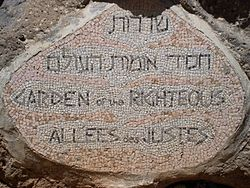 שדרת
חסידי אומות העולם
GARDEN of the RIGHTEOUS
ALLEES des JUSTES